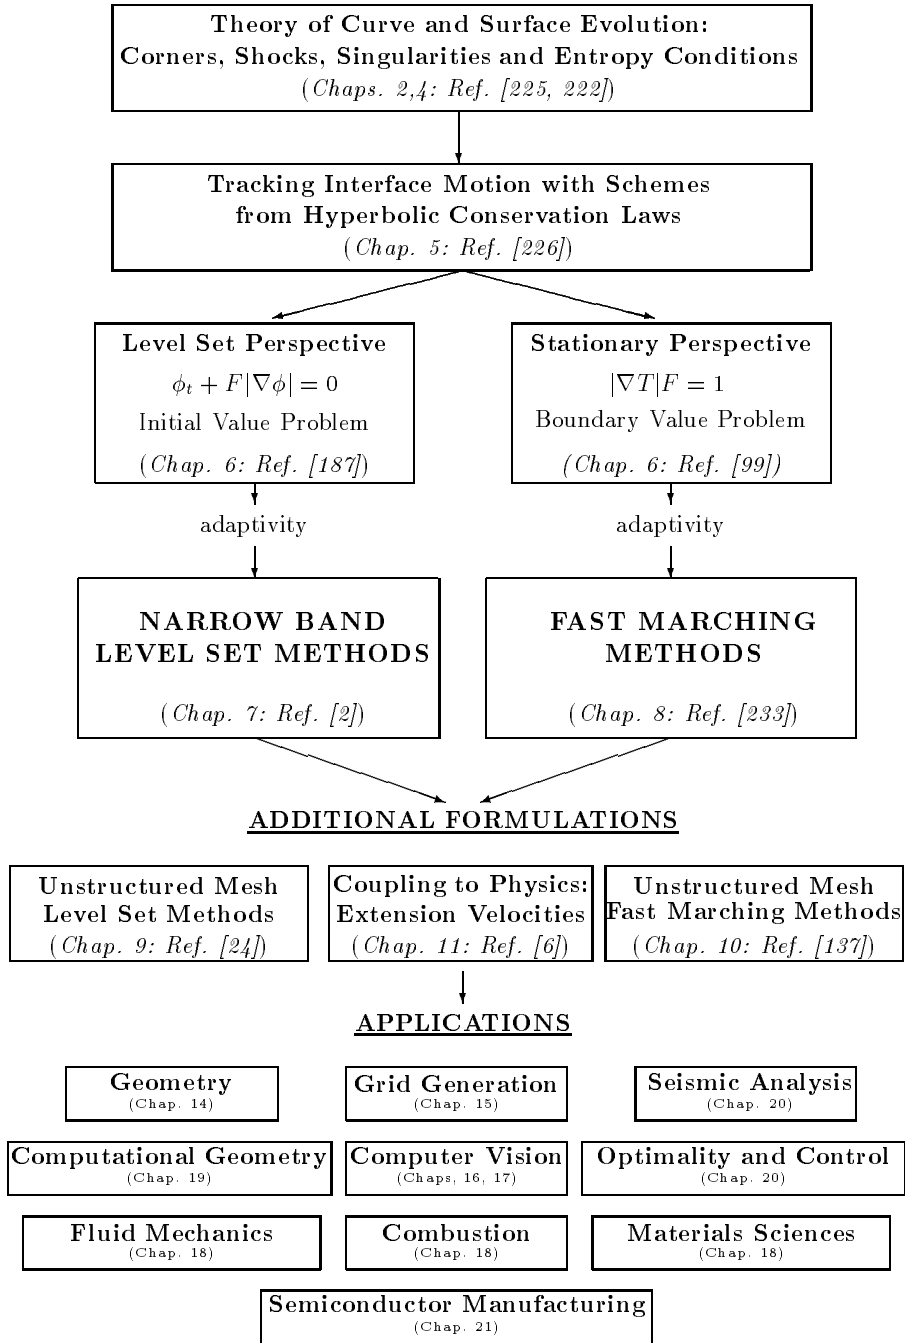 Theory of Curve and Surface Evolution:
Corners, Shocks, Singularities and Entropy Conditions
(Chaps. 2,4: Ref. [225, 222])
Tracking Interface Motion with Schemes
from Hyperbolic Conservation Laws
(Chap. 5: Ref. [226])
Level Set Perspective
ϕₜ + F|∇ϕ| = 0
Initial Value Problem
(Chap. 6: Ref. [187])
Stationary Perspective
|∇T|F = 1
Boundary Value Problem
(Chap. 6: Ref. [99])
adaptivity
adaptivity
NARROW BAND
LEVEL SET METHODS
(Chap. 7: Ref. [2])
FAST MARCHING
METHODS
(Chap. 8: Ref. [233])
ADDITIONAL FORMULATIONS
Unstructured Mesh
Level Set Methods
(Chap. 9: Ref. [24])
Coupling to Physics:
Extension Velocities
(Chap. 11: Ref. [6])
Unstructured Mesh
Fast Marching Methods
(Chap. 10: Ref. [137])
APPLICATIONS
Geometry
(Chap. 14)
Grid Generation
(Chap. 15)
Seismic Analysis
(Chap. 20)
Computational Geometry
(Chap. 19)
Computer Vision
(Chaps, 16, 17)
Optimality and Control
(Chap. 20)
Fluid Mechanics
(Chap. 18)
Combustion
(Chap. 18)
Materials Sciences
(Chap. 18)
Semiconductor Manufacturing
(Chap. 21)